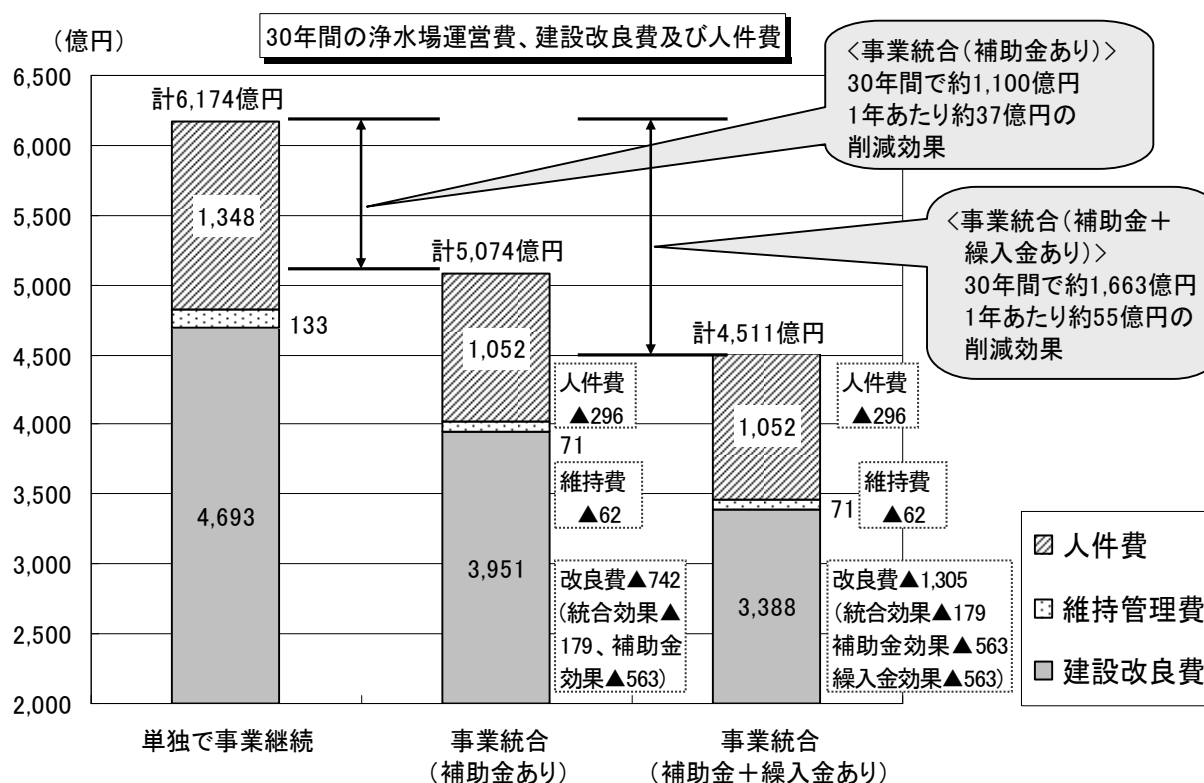 30年間の浄水場運営費、建設改良費及び人件費
（億円）
6,500
6,000
5,500
5,000
4,500
4,000
3,500
3,000
2,500
2,000
計6,174億円
1,348
133
4,693
計5,074億円
1,052
71
3,951
人件費
▲296
維持費
▲62
改良費▲742
（統合効果▲
179、補助金
効果▲563）
計4,511億円
1,052
71
3,388
人件費
▲296
維持費
▲62
改良費▲1,305
（統合効果▲179
補助金効果▲563
繰入金効果▲563）
＜事業統合（補助金あり）＞
30年間で約1,100億円
1年あたり約37億円の
削減効果
＜事業統合（補助金＋
繰入金あり）＞
30年間で約1,663億円
1年あたり約55億円の
削減効果
人件費
維持管理費
建設改良費
単独で事業継続
事業統合
（補助金あり）
事業統合
（補助金＋繰入金あり）